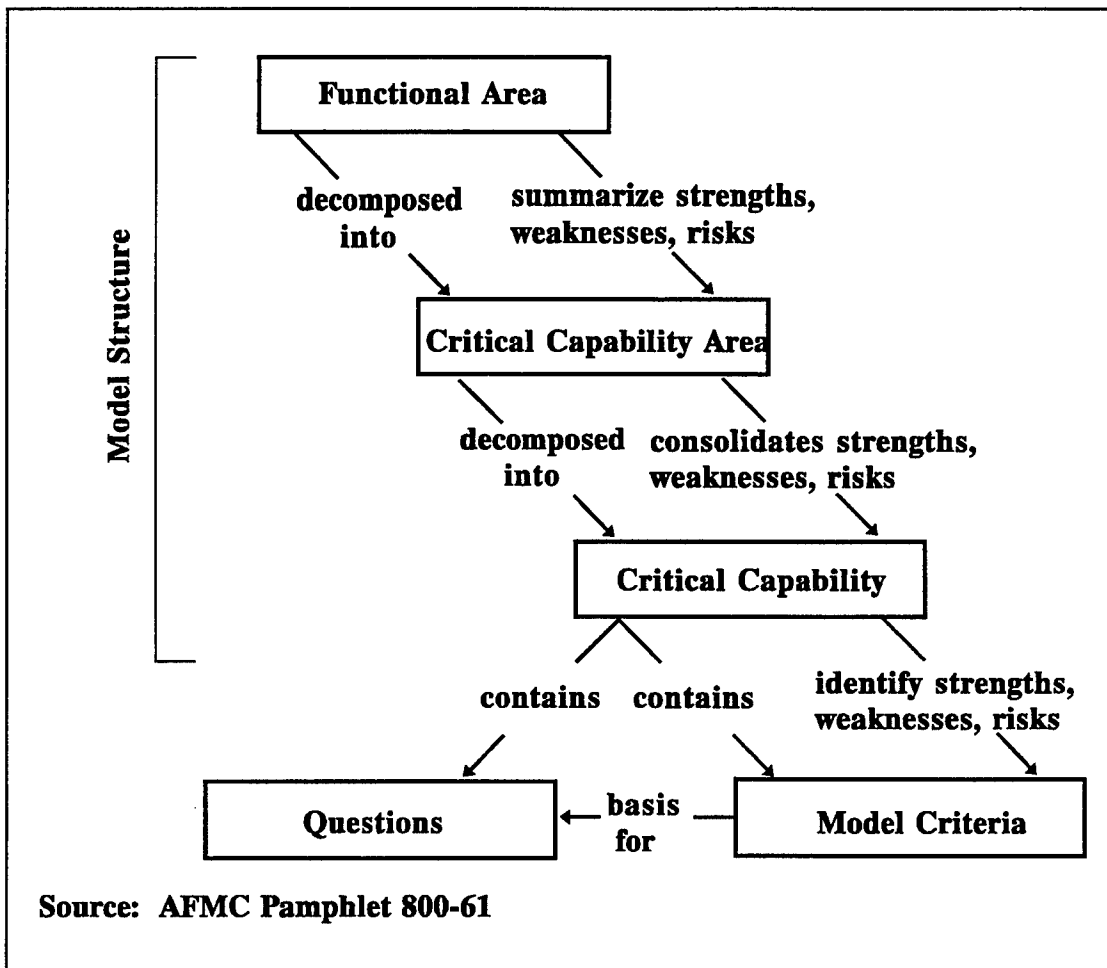 Functional Area
decomposed
into
summarize strengths,
weaknesses, risks
Model Structure
Critical Capability Area
decomposed
into
consolidates strengths,
weaknesses, risks
Critical Capability
contains
contains
identify strengths,
weaknesses, risks
Questions
basis
for
Model Criteria
Source: AFMC Pamphlet 800-61